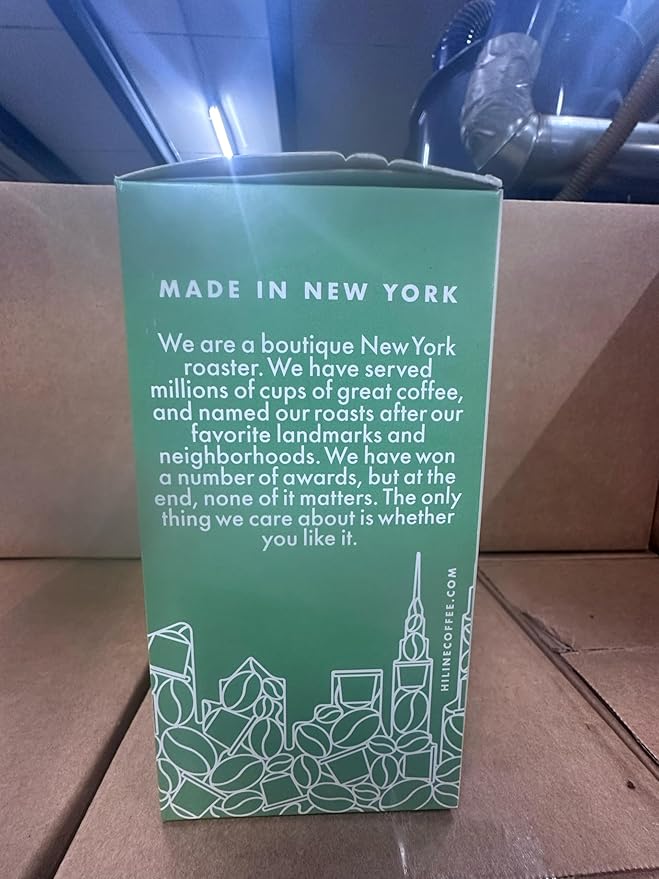 MADE IN NEW YORK
We are a boutique New York
roaster. We have served
millions of cups of great coffee,
and named our roasts after our
favorite landmarks and
neighborhoods. We have won
a number of awards, but at the
end, none of it matters. The only
thing we care about is whether
you like it.
HILINECOFFEE.COM